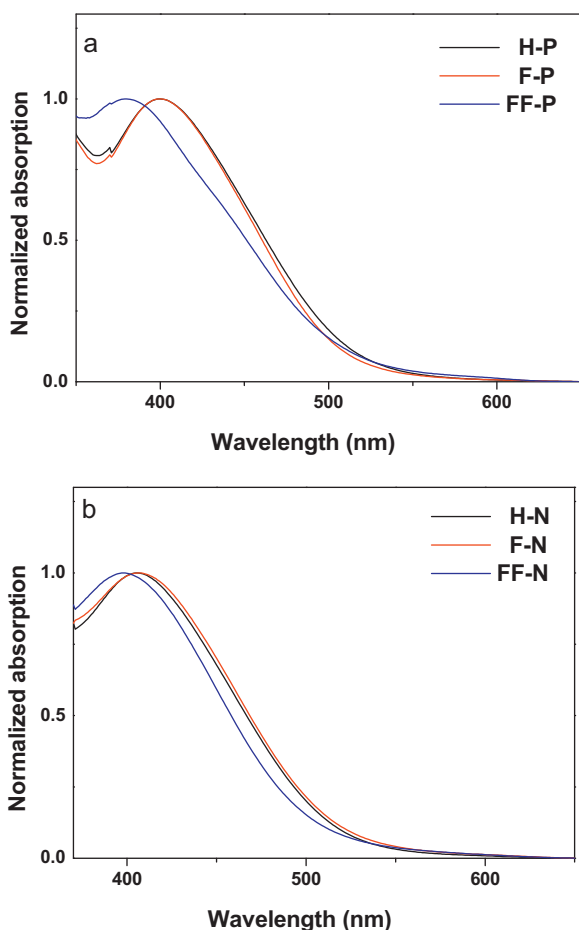 a
H-P
F-P
FF-P
1.0
0.5
0.0
Normalized absorption
400
500
600
Wavelength (nm)
b
H-N
F-N
FF-N
1.0
0.5
0.0
Normalized absorption
400
500
600
Wavelength (nm)